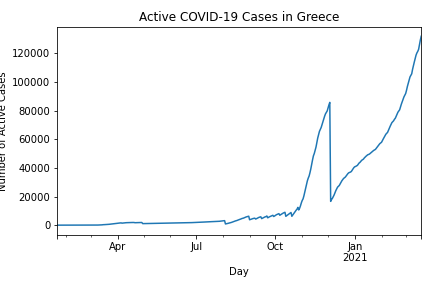 Active COVID-19 Cases in Greece
Number of Active Cases
120000
100000
80000
60000
40000
20000
0
Apr
Jul
Oct
Jan
2021
Day